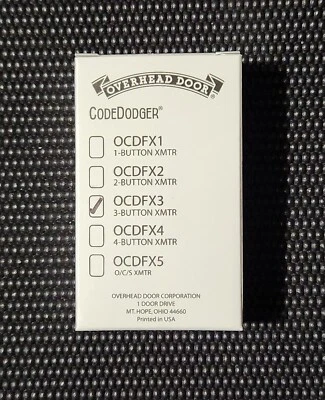 OVERHEAD DOOR®
CODEDODGER®
OCDFX1
1-BUTTON XMTR
OCDFX2
2-BUTTON XMTR
OCDFX3
3-BUTTON XMTR
OCDFX4
4-BUTTON XMTR
OCDFX5
O/C/S XMTR
OVERHEAD DOOR CORPORATION
1 DOOR DRIVE
MT. HOPE, OHIO 44660
Printed in USA